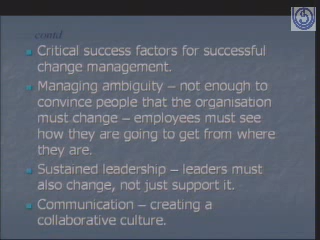 ...contd
Critical success factors for successful
change management.
Managing ambiguity – not enough to
convince people that the organisation
must change – employees must see
how they are going to get from where
they are.
Sustained leadership – leaders must
also change, not just support it.
Communication – creating a
collaborative culture.